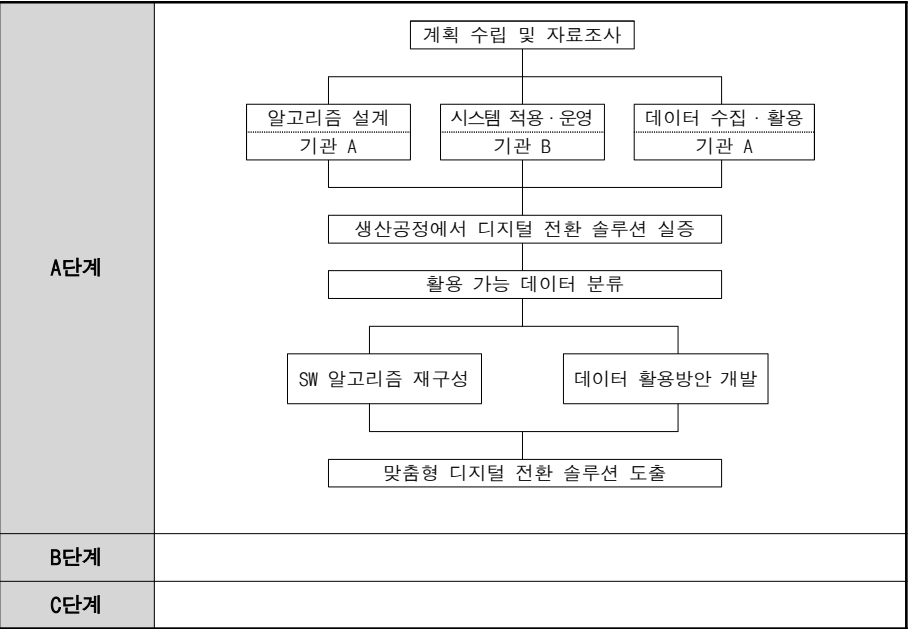 계획 수립 및 자료조사
알고리즘 설계
기관 A
시스템 적용·운영
기관 B
데이터 수집·활용
기관 A
생산공정에서 디지털 전환 솔루션 실증
활용 가능 데이터 분류
SW 알고리즘 재구성
데이터 활용방안 개발
맞춤형 디지털 전환 솔루션 도출
A단계
B단계
C단계